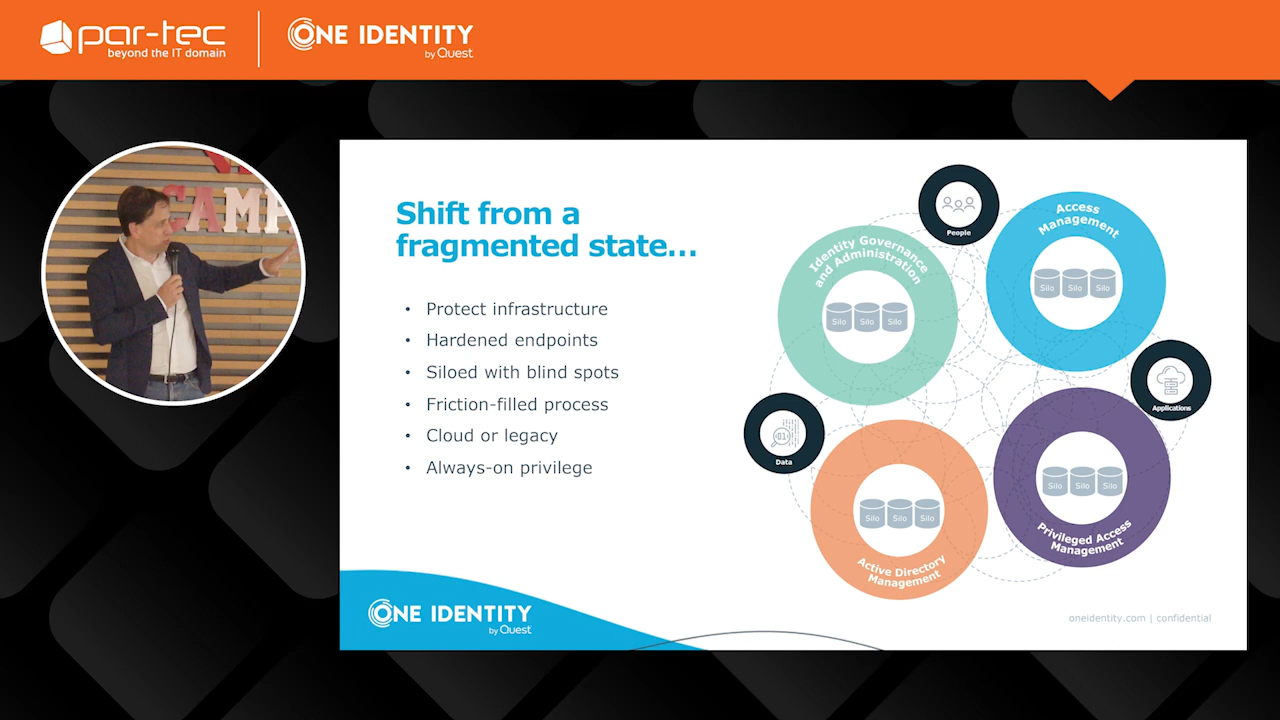 par-tec
beyond the IT domain
ONE IDENTITY
by Quest
CAMP
Shift from a
fragmented state...
• Protect infrastructure
• Hardened endpoints
• Siloed with blind spots
• Friction-filled process
• Cloud or legacy
• Always-on privilege
People
Access
Management
Silo Silo Silo
Identity Governance
and Administration
Silo Silo Silo
Applications
Data
01
Silo Silo Silo
Privileged Access
Management
Silo Silo Silo
Active Directory
Management
ONE IDENTITY
by Quest
oneidentity.com | confidential